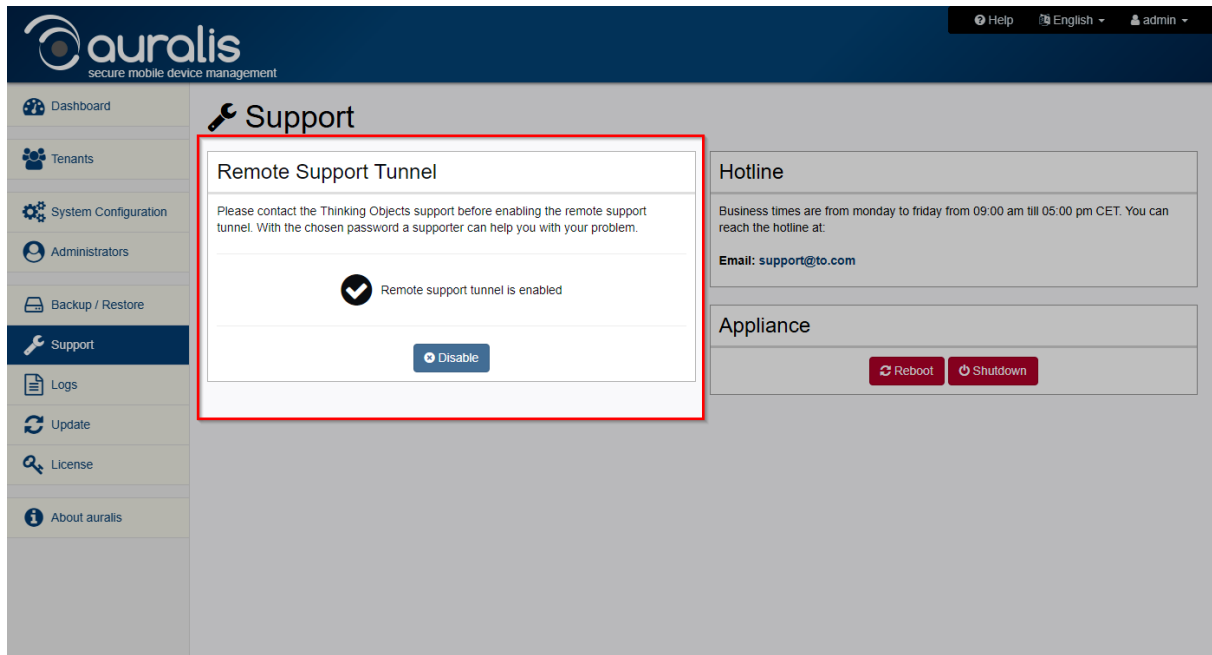 Help English admin
auralis
secure mobile device management
Dashboard
Tenants
System Configuration
Administrators
Backup / Restore
Support
Logs
Update
License
About auralis
Support
Remote Support Tunnel
Please contact the Thinking Objects support before enabling the remote support
tunnel. With the chosen password a supporter can help you with your problem.
Remote support tunnel is enabled
Disable
Hotline
Business times are from monday to friday from 09:00 am till 05:00 pm CET. You can
reach the hotline at:
Email: support@to.com
Appliance
Reboot Shutdown